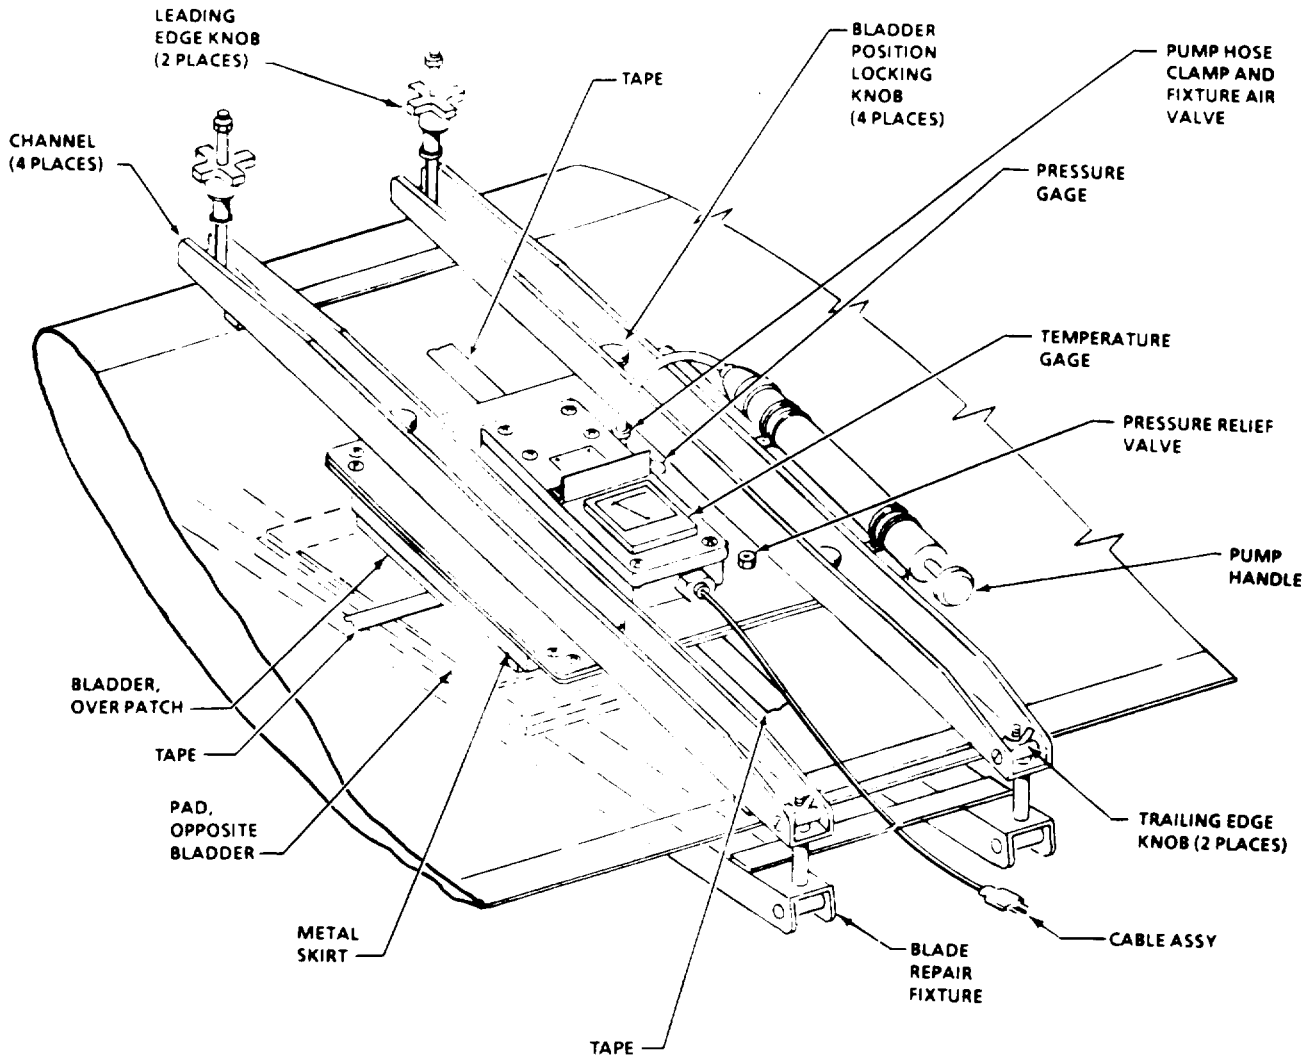 LEADING
EDGE KNOB
(2 PLACES)
TAPE
BLADDER
POSITION
LOCKING
KNOB
(4 PLACES)
PUMP HOSE
CLAMP AND
FIXTURE AIR
VALVE
CHANNEL
(4 PLACES)
PRESSURE
GAGE
TEMPERATURE
GAGE
PRESSURE RELIEF
VALVE
PUMP
HANDLE
BLADDER,
OVER PATCH
TAPE
PAD,
OPPOSITE
BLADDER
TRAILING EDGE
KNOB (2 PLACES)
METAL
SKIRT
CABLE ASSY
BLADE
REPAIR
FIXTURE
TAPE